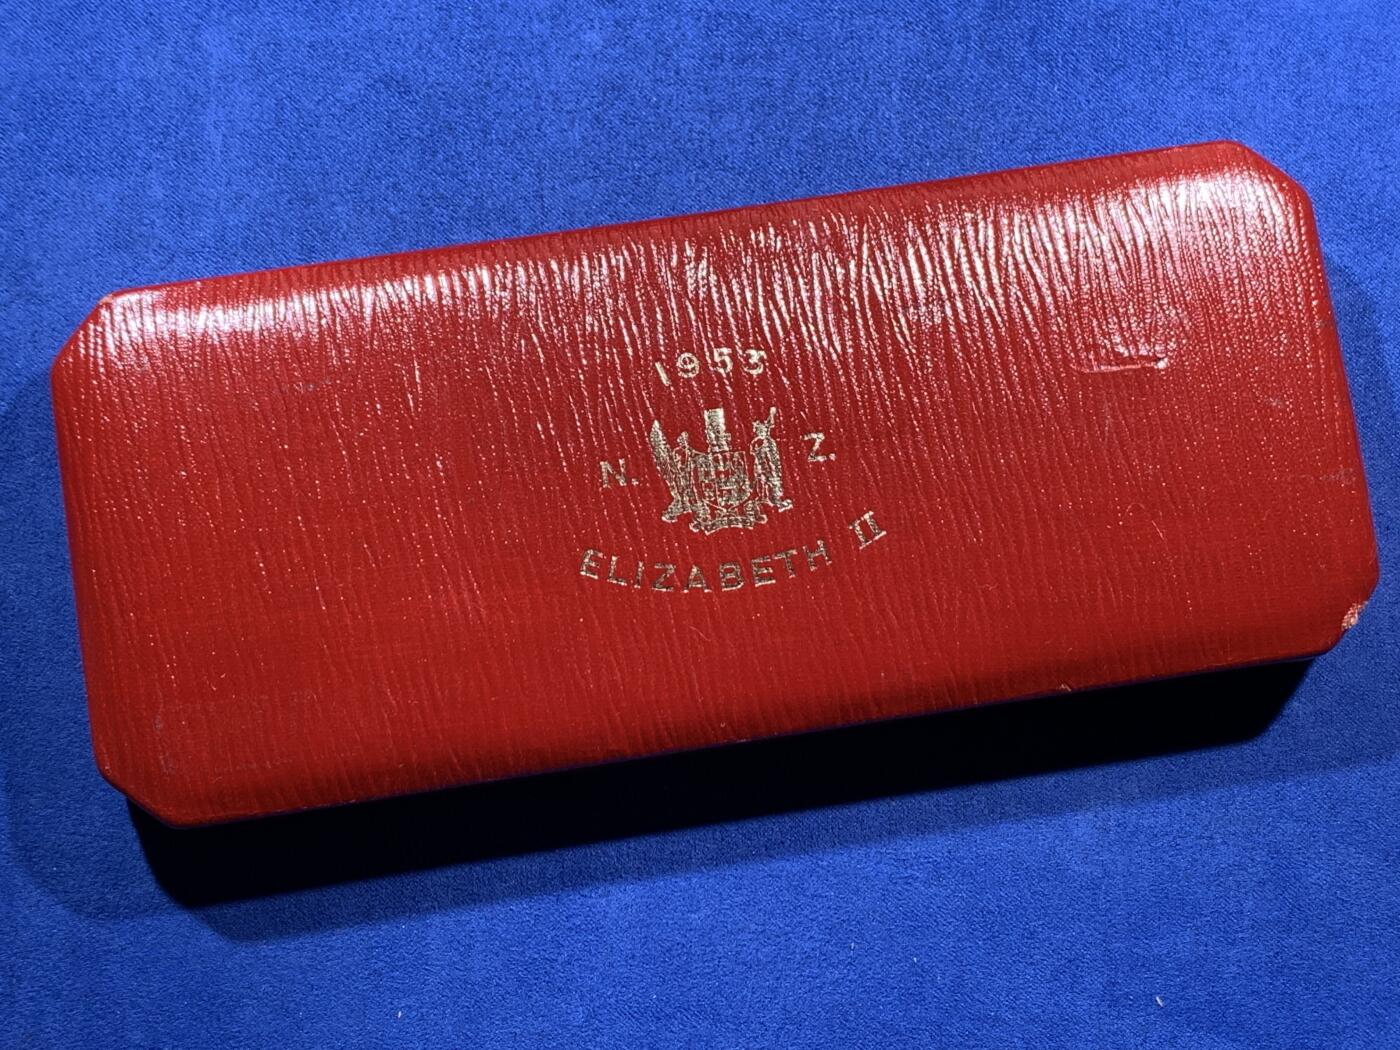 1953
N. Z.
ELIZABETH II